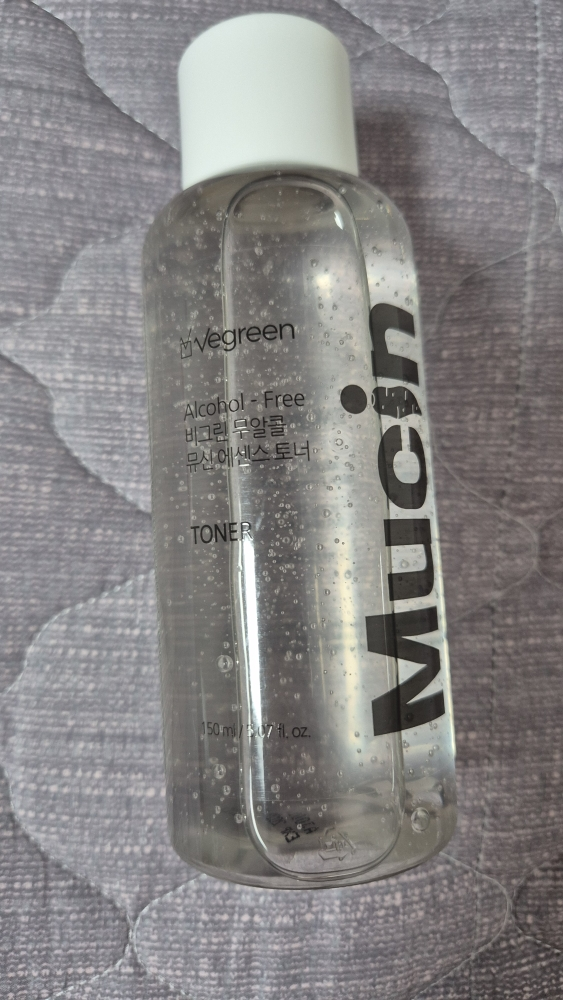 Vegreen
Alcohol - Free
비그린 무알콜
뮤신 에센스 토너
TONER
150 ml / 5.07 fl. oz.
Mucin